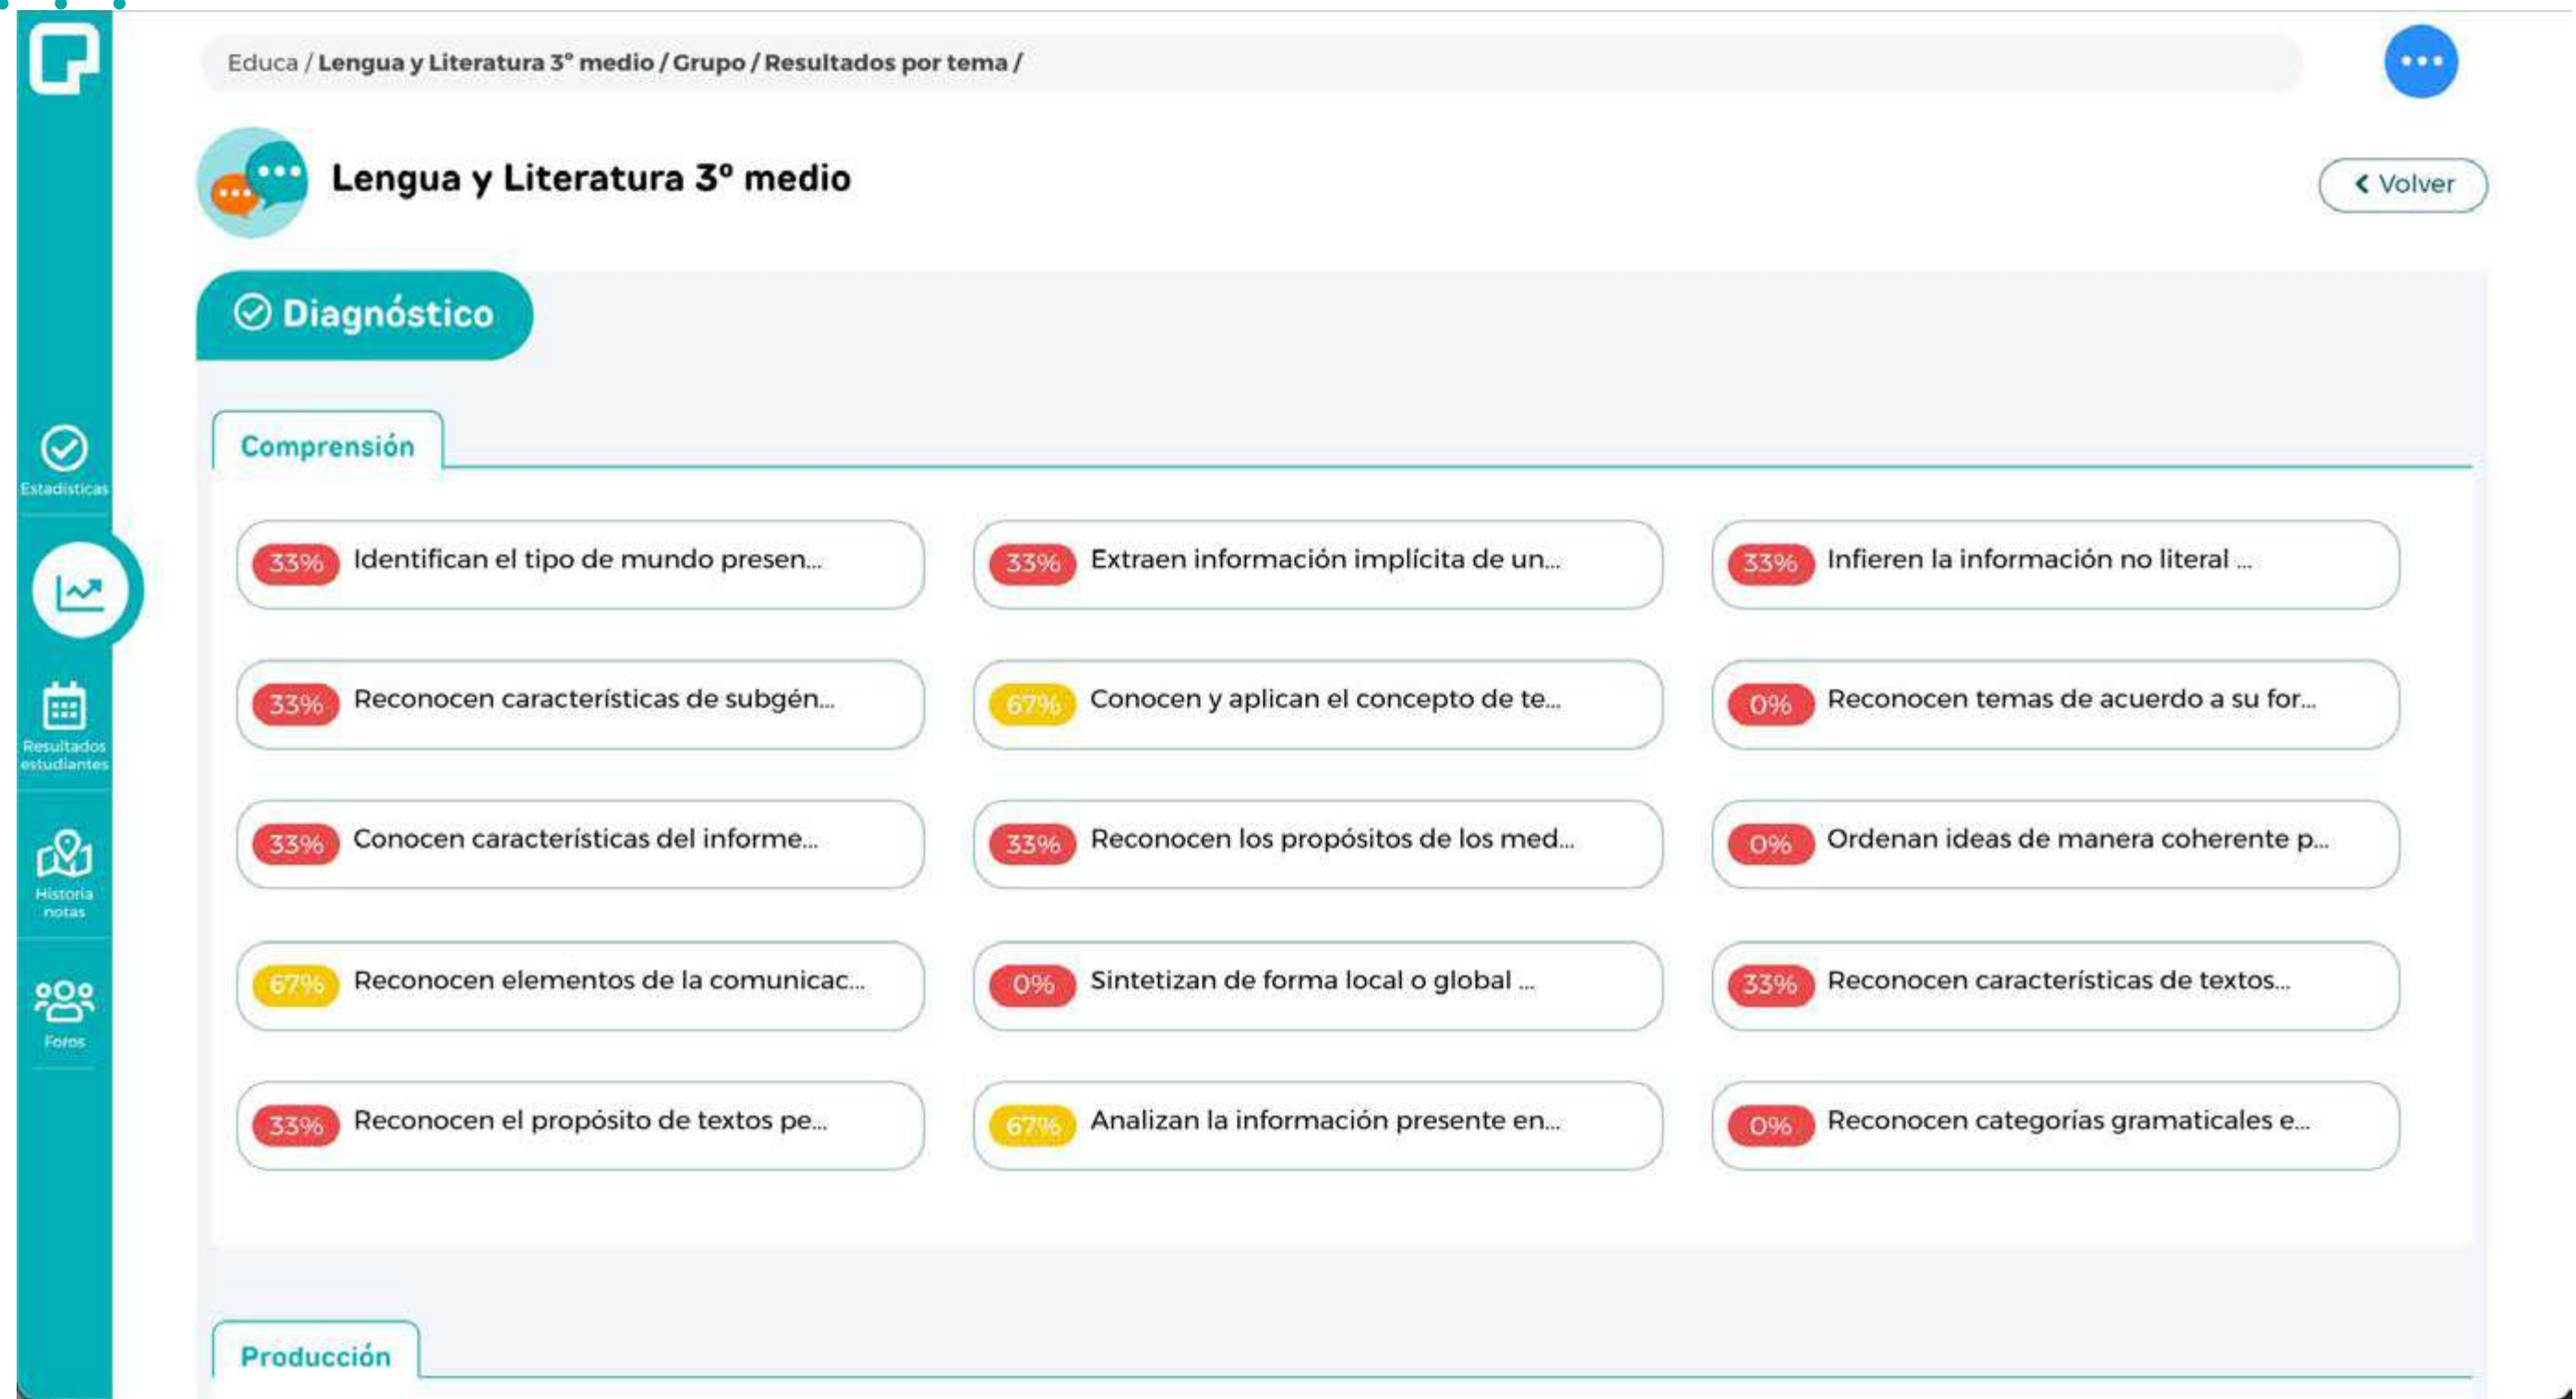 Educa / Lengua y Literatura 3° medio / Grupo / Resultados por tema /
Lengua y Literatura 3º medio
Volver
Diagnóstico
Comprensión
33% Identifican el tipo de mundo presen...
33% Extraen información implícita de un...
33% Infieren la información no literal ...
33% Reconocen características de subgén...
67% Conocen y aplican el concepto de te...
0% Reconocen temas de acuerdo a su for...
33% Conocen características del informe...
33% Reconocen los propósitos de los med...
0% Ordenan ideas de manera coherente p...
67% Reconocen elementos de la comunicac...
0% Sintetizan de forma local o global ...
33% Reconocen características de textos...
33% Reconocen el propósito de textos pe...
67% Analizan la información presente en...
0% Reconocen categorías gramaticales e...
Producción
Estadísticas
Resultados
estudiantes
Historia
notas
Foros